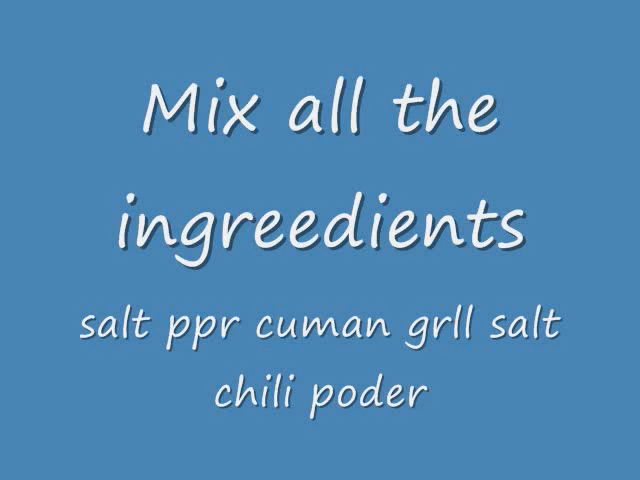 Mix all the
ingreedients
salt ppr cuman grll salt
chili poder